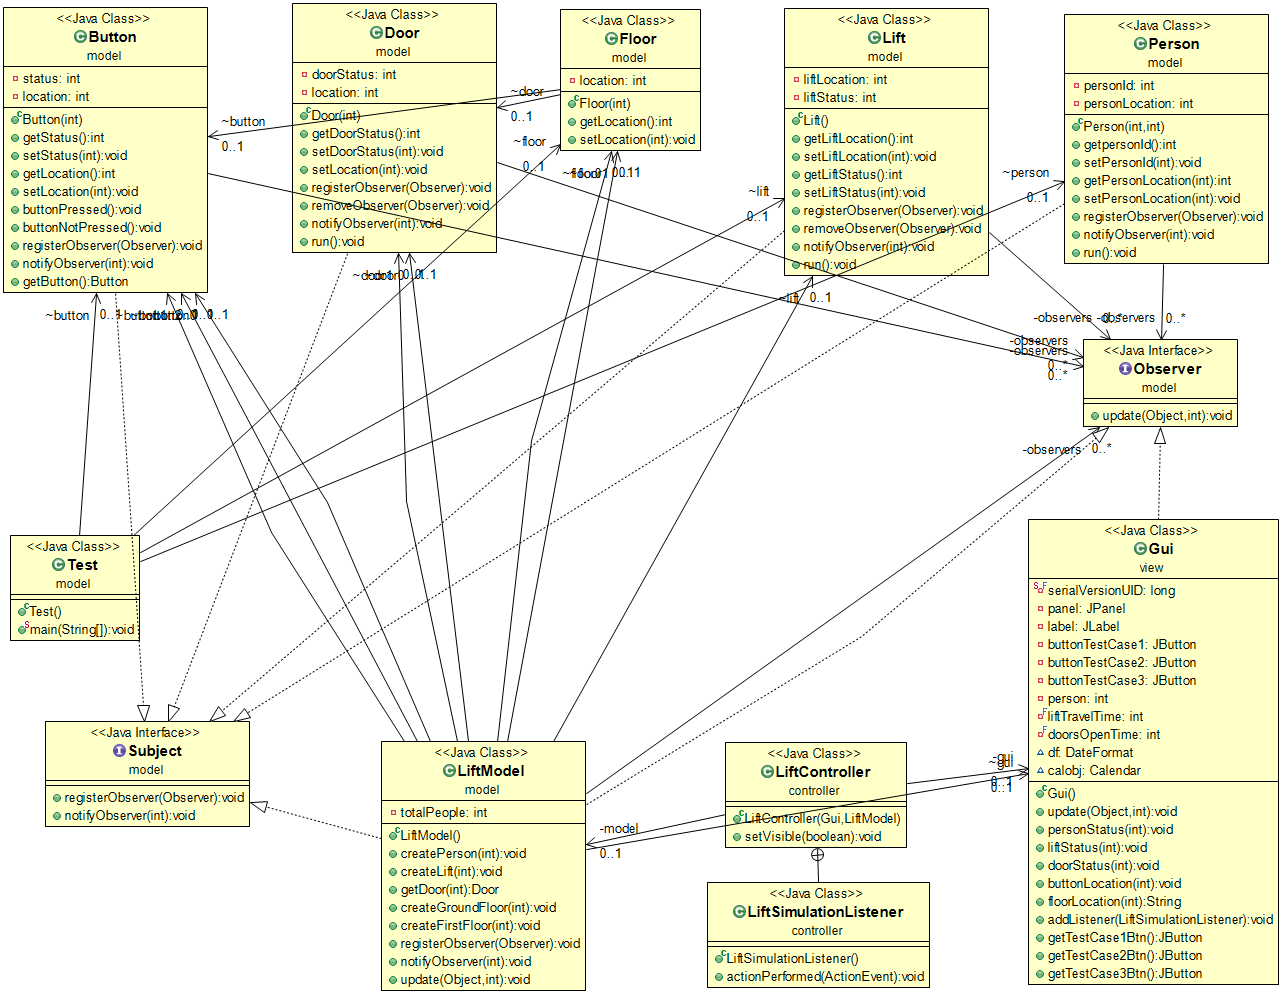 <<Java Class>>
Button
model
status: int
location: int
Button(int)
getStatus():int
setStatus(int):void
getLocation():int
setLocation(int):void
buttonPressed():void
buttonNotPressed():void
registerObserver(Observer):void
notifyObserver(int):void
getButton():Button
<<Java Class>>
Door
model
doorStatus: int
location: int
Door(int)
getDoorStatus():int
setDoorStatus(int):void
setLocation(int):void
registerObserver(Observer):void
removeObserver(Observer):void
notifyObserver(int):void
run():void
<<Java Class>>
Floor
model
location: int
Floor(int)
getLocation():int
setLocation(int):void
<<Java Class>>
Lift
model
liftLocation: int
liftStatus: int
Lift()
getLiftLocation():int
setLiftLocation(int):void
getLiftStatus():int
setLiftStatus(int):void
registerObserver(Observer):void
removeObserver(Observer):void
notifyObserver(int):void
run():void
<<Java Class>>
Person
model
personId: int
personLocation: int
Person(int,int)
getpersonId():int
setPersonId(int):void
getPersonLocation(int):int
setPersonLocation(int):void
registerObserver(Observer):void
notifyObserver(int):void
run():void
~door
0..1
~button
0..1
~floor
0..1
~lift
0..1
~person
0..1
~button
0..1
~lift
0..1
-observers
-observers
0..*
-observers
-observers
0..*
0..*
<<Java Interface>>
Observer
model
update(Object,int):void
-observers
0..*
<<Java Class>>
Test
model
Test()
main(String[]):void
<<Java Interface>>
Subject
model
registerObserver(Observer):void
notifyObserver(int):void
<<Java Class>>
LiftModel
model
totalPeople: int
LiftModel()
createPerson(int):void
createLift(int):void
getDoor(int):Door
createGroundFloor(int):void
createFirstFloor(int):void
registerObserver(Observer):void
notifyObserver(int):void
update(Object,int):void
-model
0..1
<<Java Class>>
LiftController
controller
LiftController(Gui,LiftModel)
setVisible(boolean):void
<<Java Class>>
LiftSimulationListener
controller
LiftSimulationListener()
actionPerformed(ActionEvent):void
~gui
0..1
<<Java Class>>
Gui
view
serialVersionUID: long
panel: JPanel
label: JLabel
buttonTestCase1: JButton
buttonTestCase2: JButton
buttonTestCase3: JButton
person: int
liftTravelTime: int
doorsOpenTime: int
df: DateFormat
calobj: Calendar
Gui()
update(Object,int):void
personStatus(int):void
liftStatus(int):void
doorStatus(int):void
buttonLocation(int):void
floorLocation(int):String
addListener(LiftSimulationListener):void
getTestCase1Btn():JButton
getTestCase2Btn():JButton
getTestCase3Btn():JButton